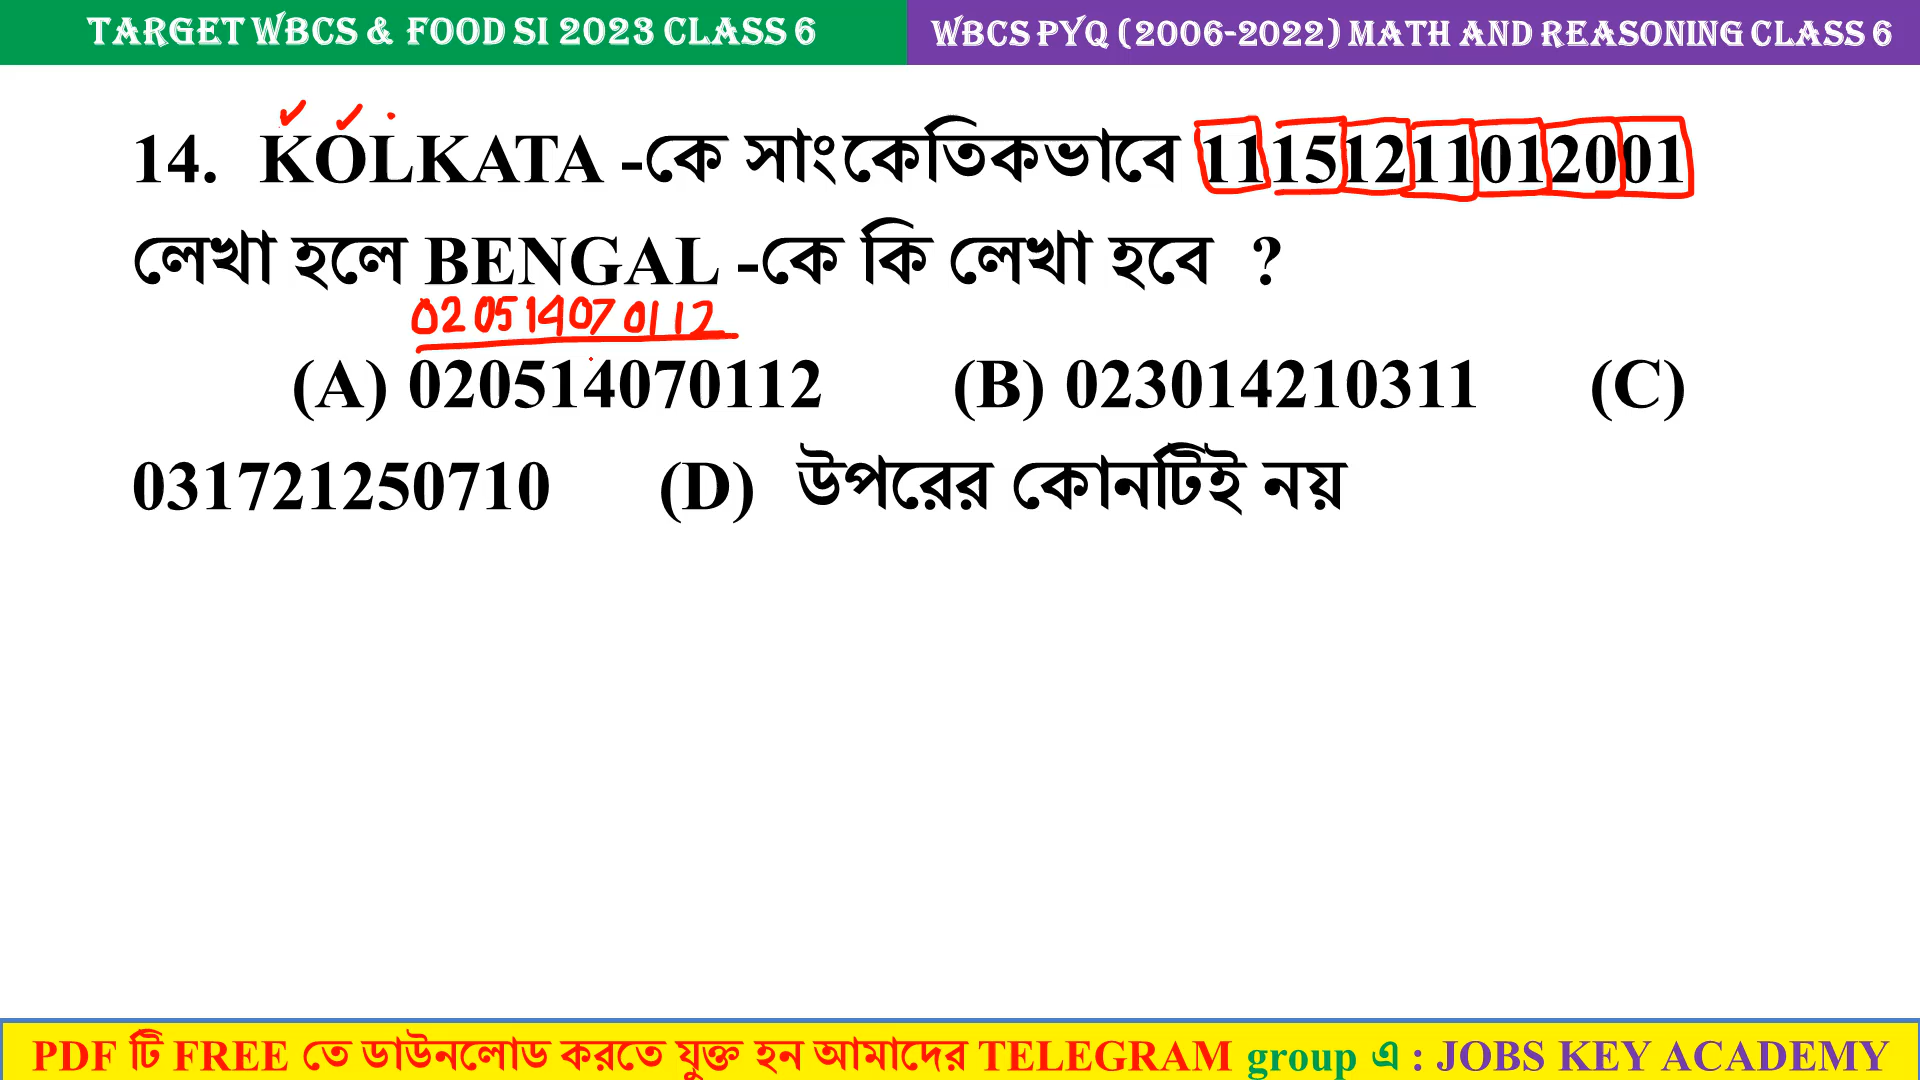 TARGET WBCS & FOOD SI 2023 CLASS 6
WBCS PYQ (2006-2022) MATH AND REASONING CLASS 6
14. KOLKATA -কে সাংকেতিকভাবে 11151211012001
লেখা হলে BENGAL -কে কি লেখা হবে ?
020514070112
(A) 020514070112 (B) 023014210311 (C)
031721250710 (D) উপরের কোনটিই নয়
PDF টি FREE তে ডাউনলোড করতে যুক্ত হন আমাদের TELEGRAM group এ : JOBS KEY ACADEMY